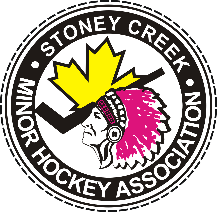 • STONEY CREEK •
MINOR HOCKEY ASSOCIATION